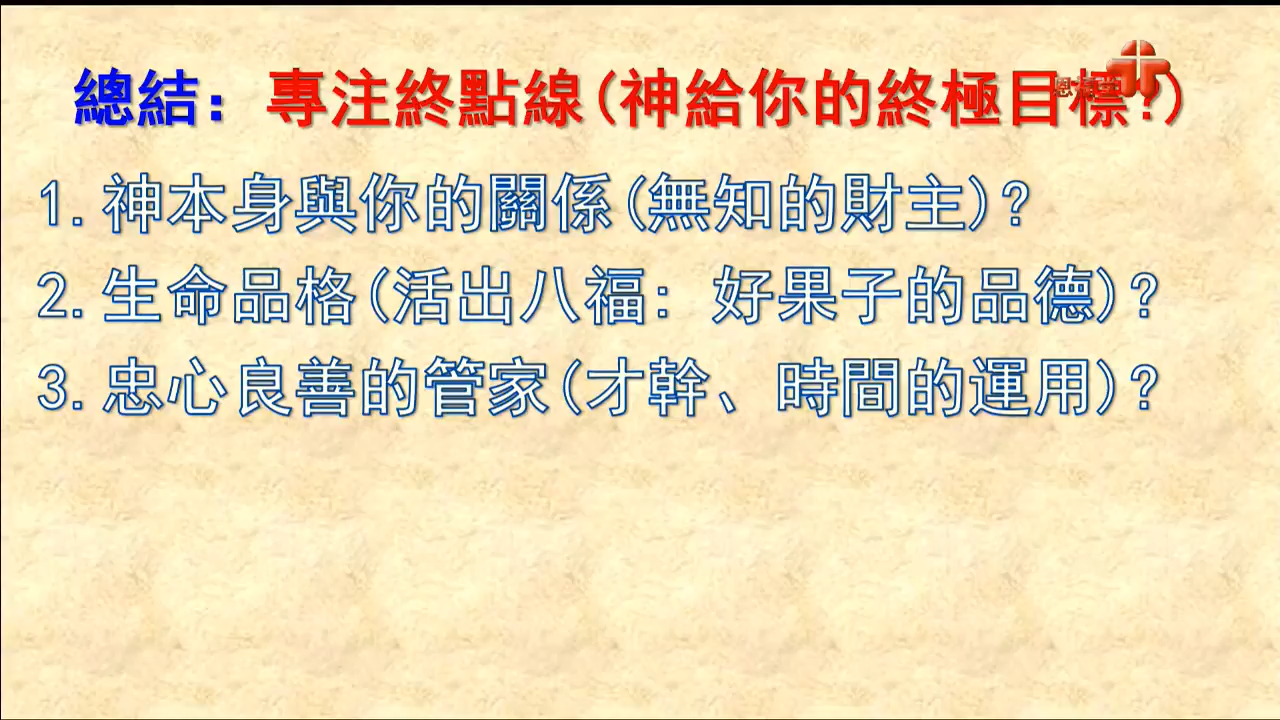 總結: 專注終點線(神給你的終極目標?)
1.神本身與你的關係(無知的財主)?
2.生命品格(活出八福: 好果子的品德)?
3.忠心良善的管家(才幹、時間的運用)?